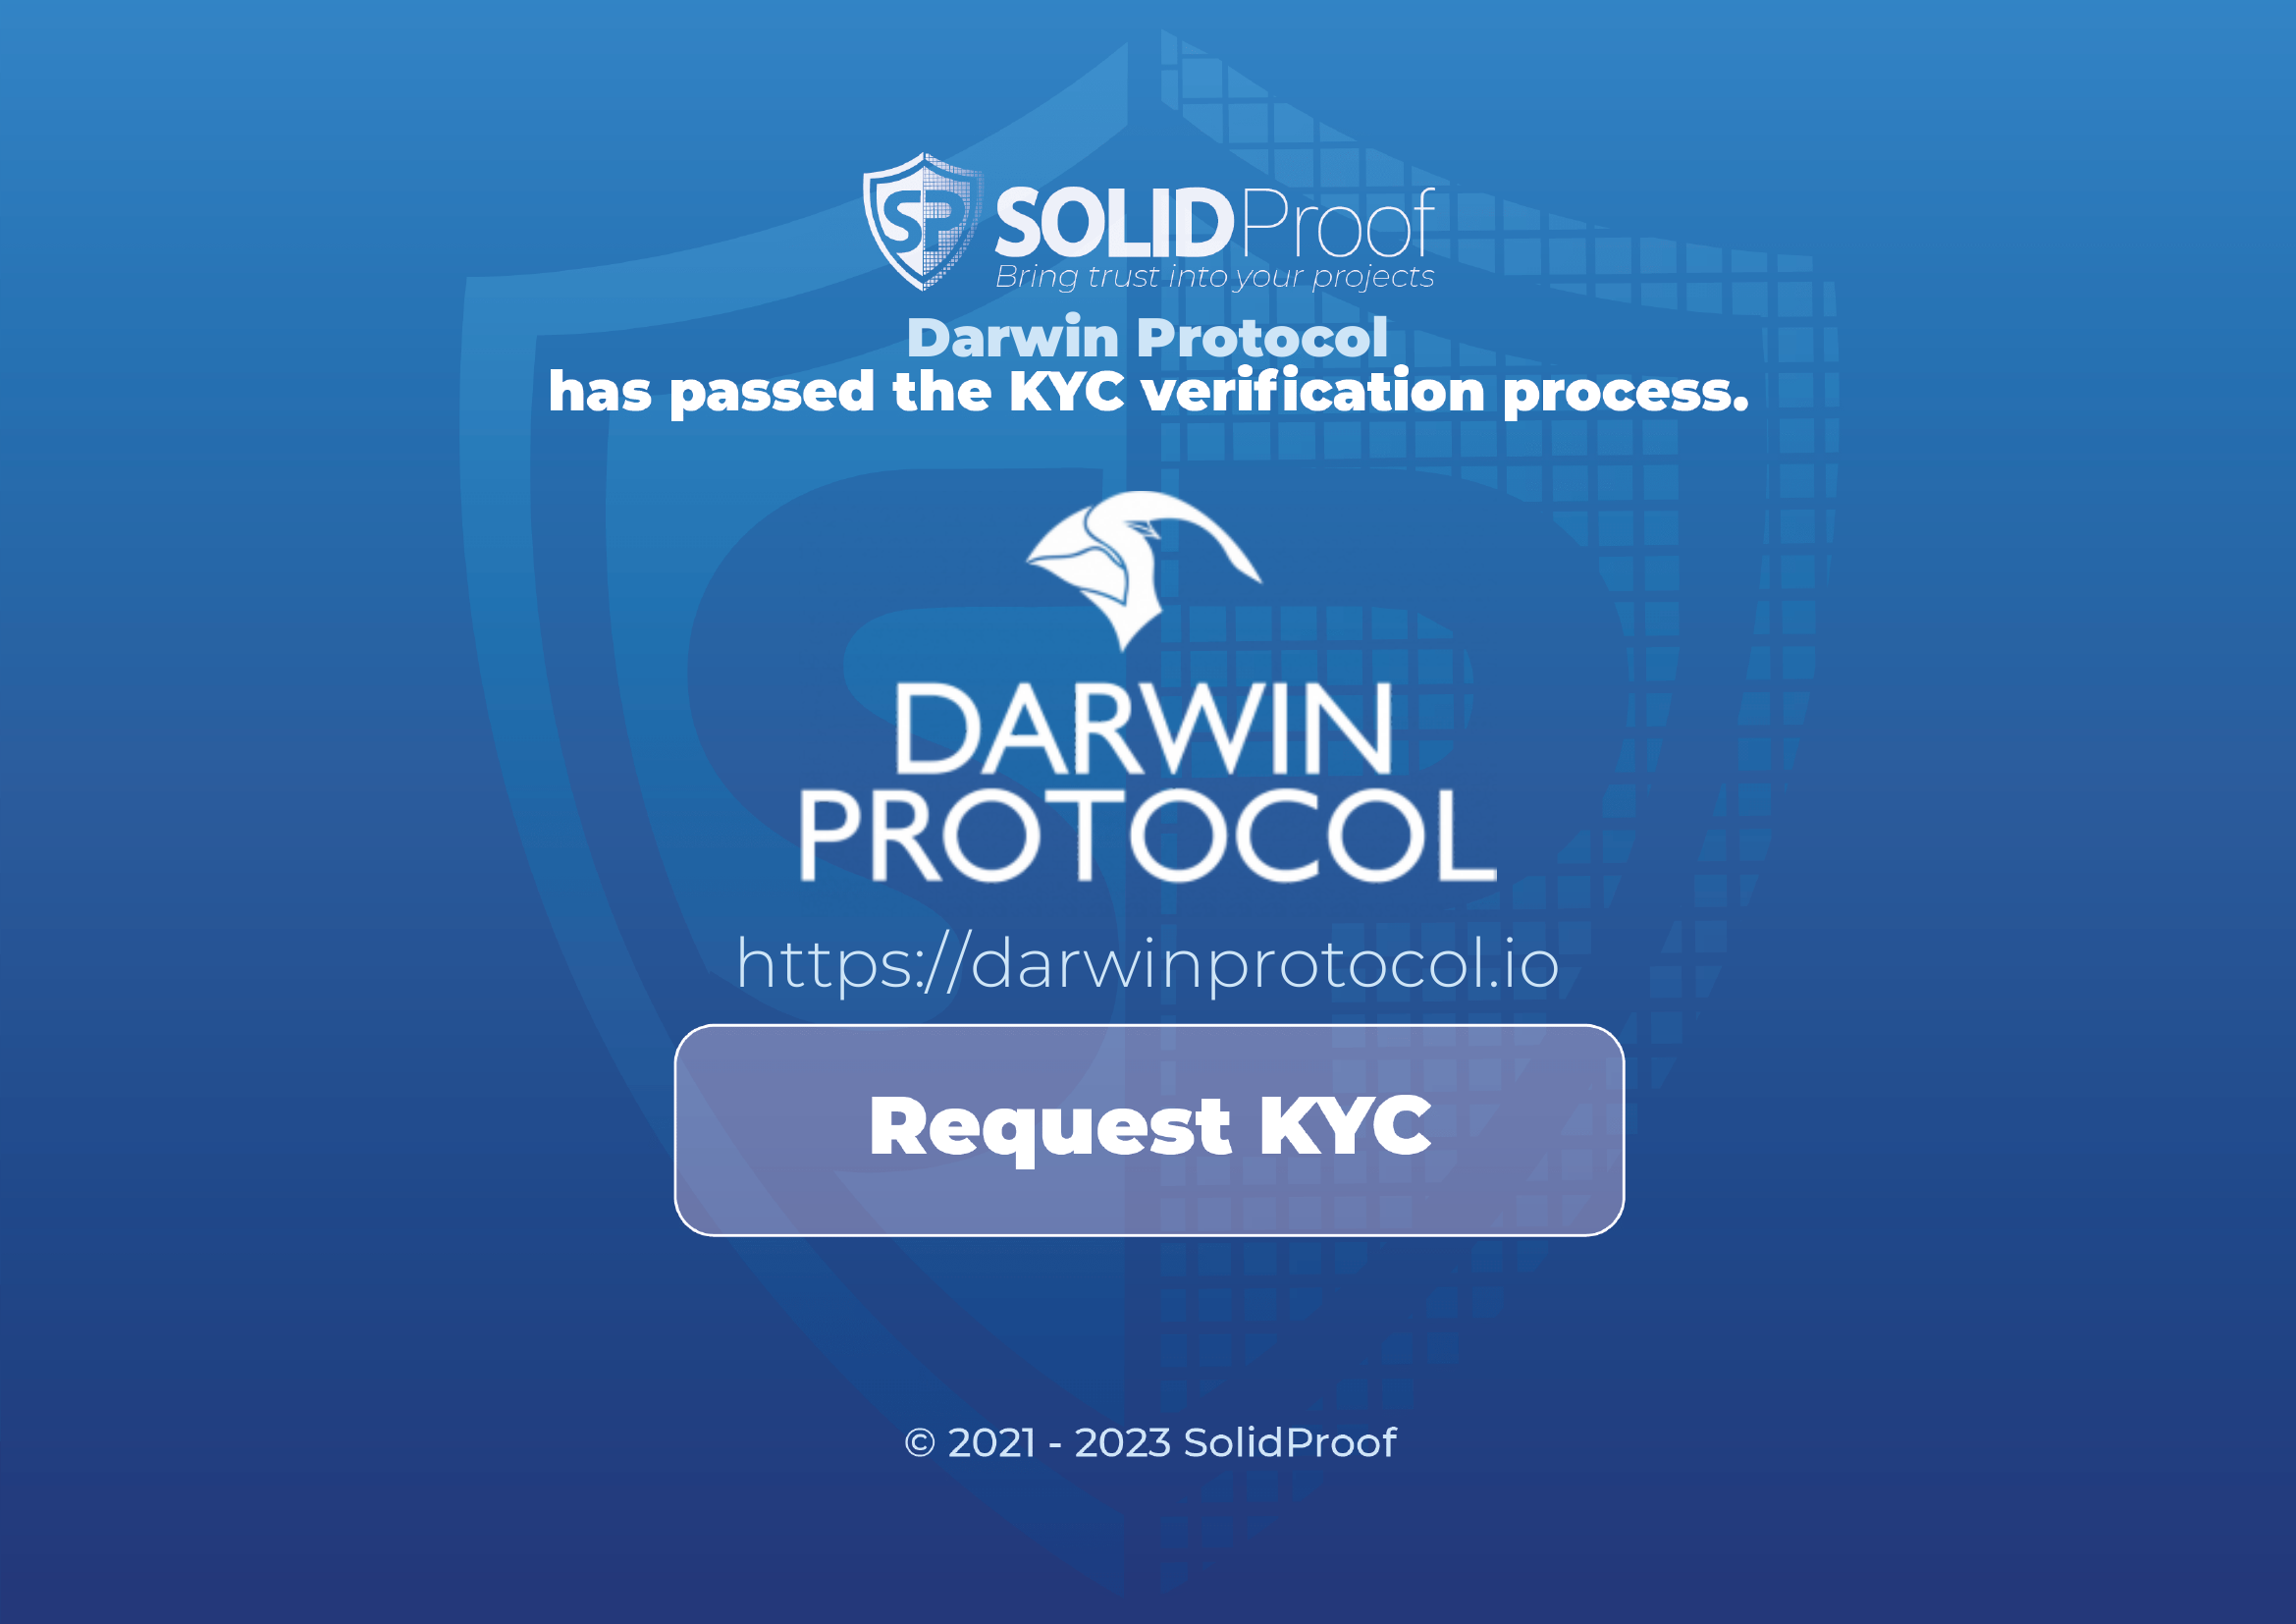 SP SOLIDProof
Bring trust into your projects
Darwin Protocol
has passed the KYC verification process.
DARWIN
PROTOCOL
https://darwinprotocol.io
Request KYC
© 2021 - 2023 SolidProof